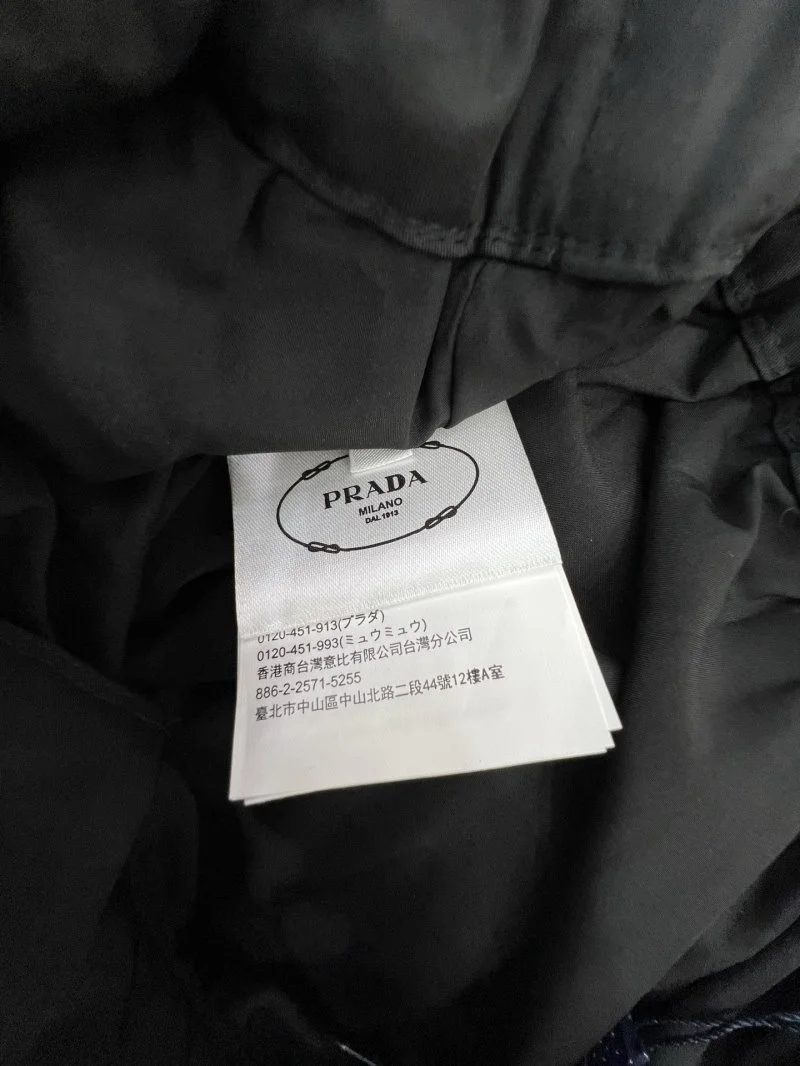 PRADA
MILANO
DAL 1913
0120-451-913(プラダ)
0120-451-993(ミュウミュウ)
香港商台灣意比有限公司台灣分公司
886-2-2571-5255
臺北市中山區中山北路二段44號12樓A室